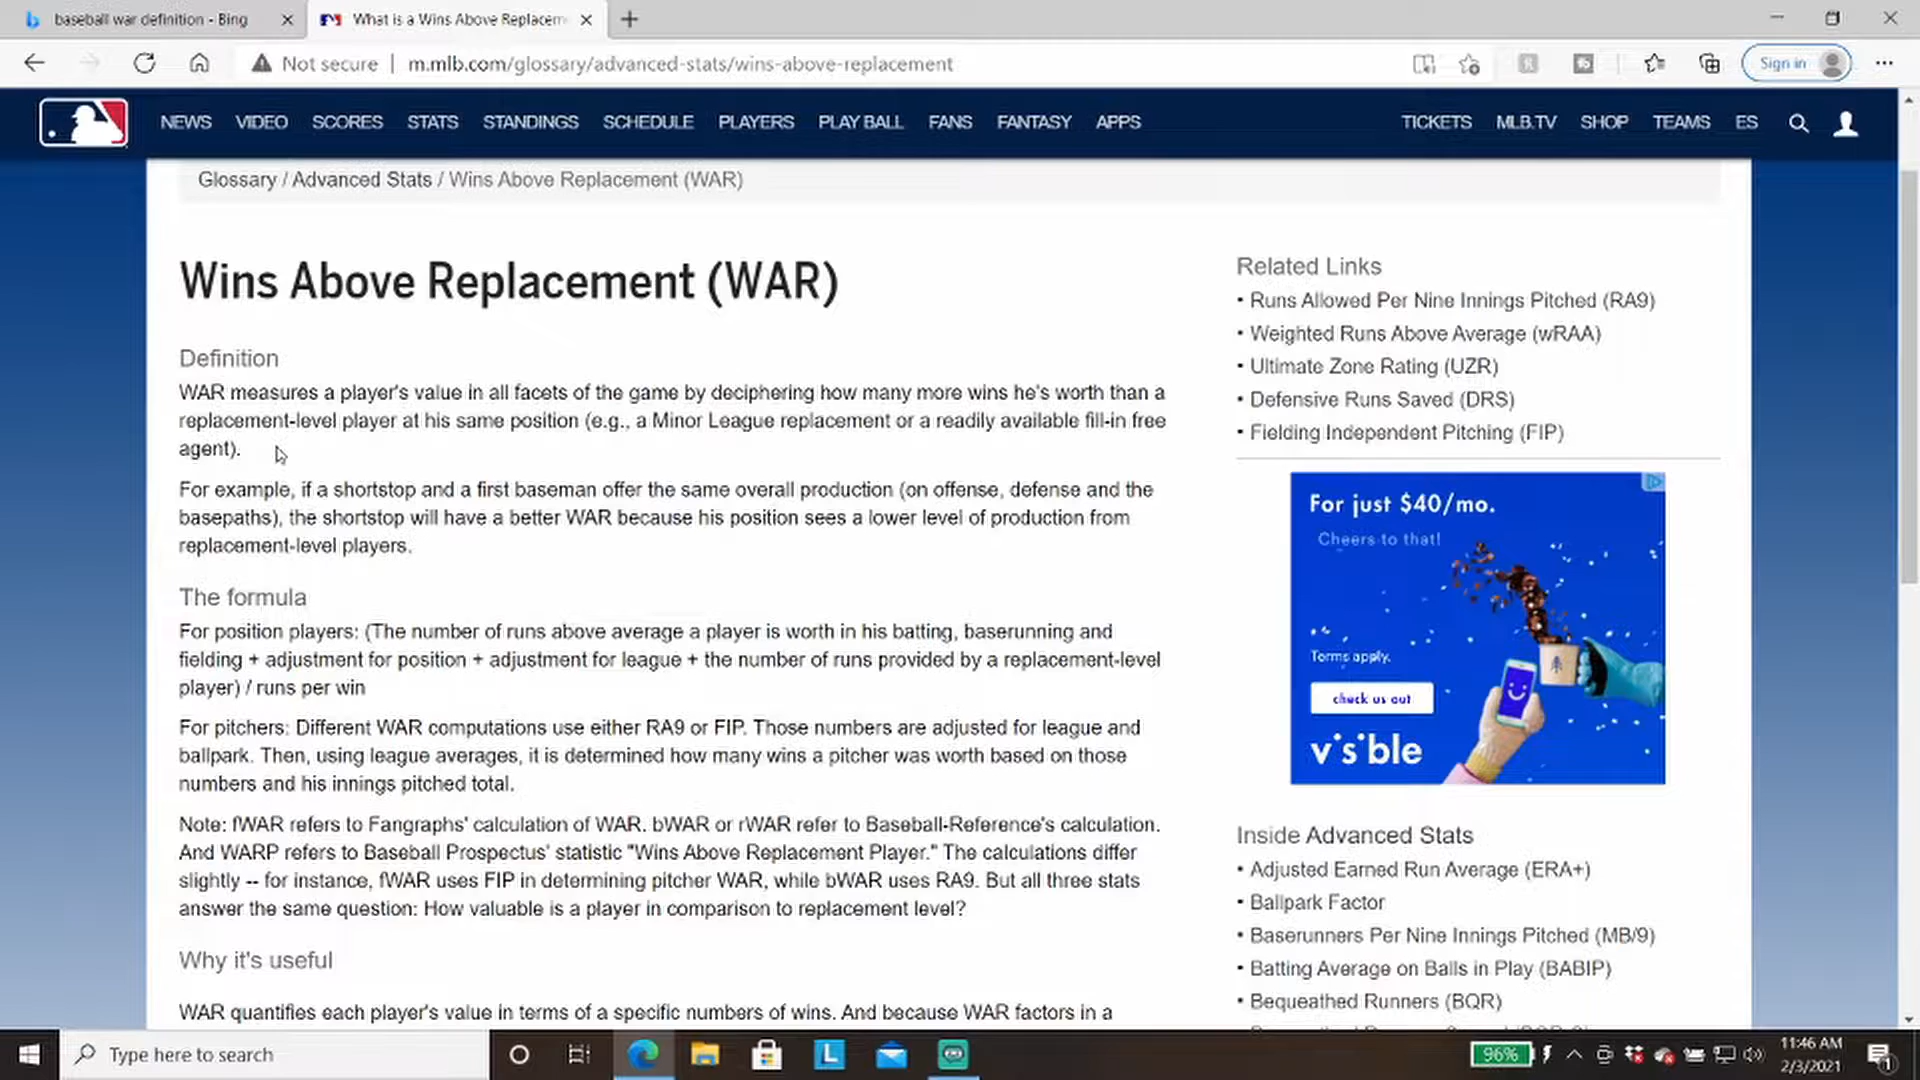 baseball war definition - Bing
What is a Wins Above Replacem
Not secure
m.mlb.com/glossary/advanced-stats/wins-above-replacement
Sign in
NEWS VIDEO SCORES STATS STANDINGS SCHEDULE PLAYERS PLAY BALL FANS FANTASY APPS TICKETS MLB.TV SHOP TEAMS ES
Glossary / Advanced Stats / Wins Above Replacement (WAR)
Wins Above Replacement (WAR)
Definition
WAR measures a player's value in all facets of the game by deciphering how many more wins he's worth than a
replacement-level player at his same position (e.g., a Minor League replacement or a readily available fill-in free
agent).
For example, if a shortstop and a first baseman offer the same overall production (on offense, defense and the
basepaths), the shortstop will have a better WAR because his position sees a lower level of production from
replacement-level players.
The formula
For position players: (The number of runs above average a player is worth in his batting, baserunning and
fielding + adjustment for position + adjustment for league + the number of runs provided by a replacement-level
player) / runs per win
For pitchers: Different WAR computations use either RA9 or FIP. Those numbers are adjusted for league and
ballpark. Then, using league averages, it is determined how many wins a pitcher was worth based on those
numbers and his innings pitched total.
Note: fWAR refers to Fangraphs' calculation of WAR. bWAR or rWAR refer to Baseball-Reference's calculation.
And WARP refers to Baseball Prospectus' statistic "Wins Above Replacement Player." The calculations differ
slightly -- for instance, fWAR uses FIP in determining pitcher WAR, while bWAR uses RA9. But all three stats
answer the same question: How valuable is a player in comparison to replacement level?
Why it's useful
WAR quantifies each player's value in terms of a specific numbers of wins. And because WAR factors in a
Related Links
• Runs Allowed Per Nine Innings Pitched (RA9)
• Weighted Runs Above Average (wRAA)
• Ultimate Zone Rating (UZR)
• Defensive Runs Saved (DRS)
• Fielding Independent Pitching (FIP)
For just $40/mo.
Cheers to that!
Terms apply.
check us out
visible
Inside Advanced Stats
• Adjusted Earned Run Average (ERA+)
• Ballpark Factor
• Baserunners Per Nine Innings Pitched (MB/9)
• Batting Average on Balls in Play (BABIP)
• Bequeathed Runners (BQR)
Type here to search
L
96%
11:46 AM
2/3/2021
1